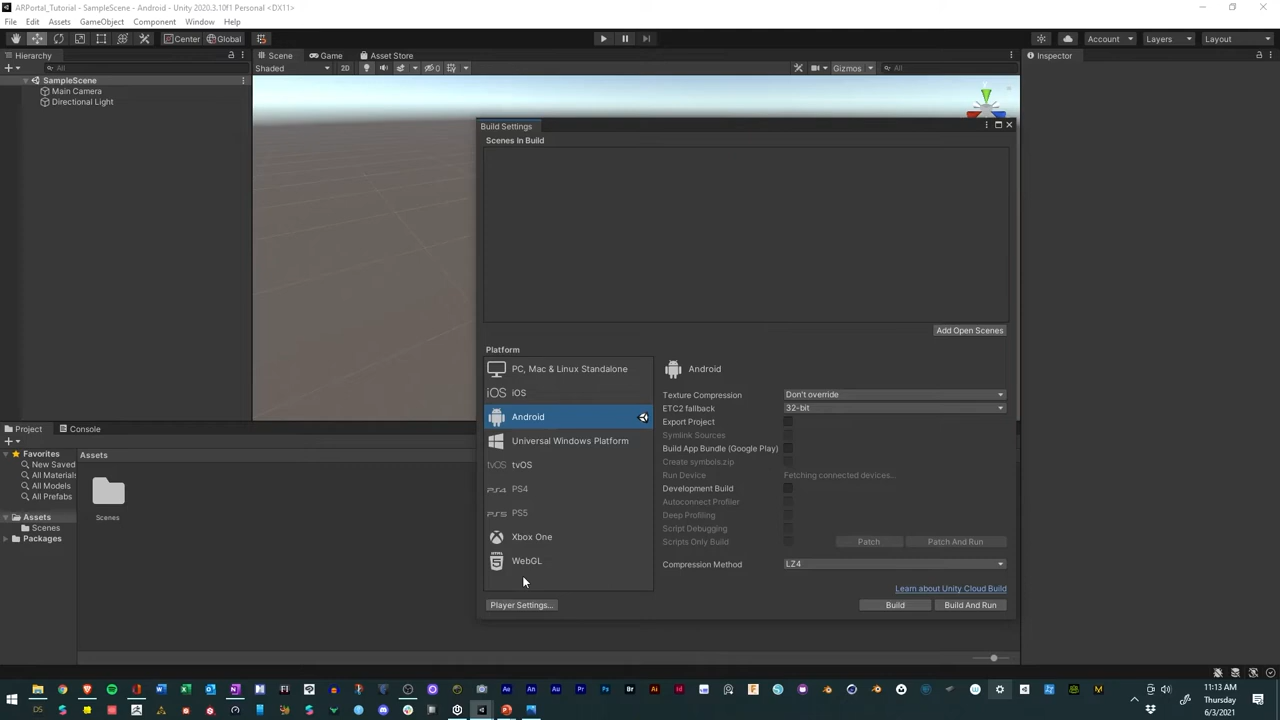 ARPortal_Tutorial - SampleScene - Android - Unity 2020.3.10f1 Personal <DX11>
File Edit Assets GameObject Component Window Help
Center Global Account Layers Layout
Hierarchy Scene Game Asset Store Inspector
All Shaded 2D 0 Gizmos All
SampleScene
Main Camera
Directional Light
Build Settings
Scenes In Build
Add Open Scenes
Platform
PC, Mac & Linux Standalone
iOS iOS
Android
Universal Windows Platform
tvOS tvOS
PS4 PS4
PS5 PS5
Xbox One
HTML 5 WebGL
Player Settings...
Android
Texture Compression Don't override
ETC2 fallback 32-bit
Export Project
Symlink Sources
Build App Bundle (Google Play)
Create symbols.zip
Run Device Fetching connected devices...
Development Build
Autoconnect Profiler
Deep Profiling
Script Debugging
Scripts Only Build Patch Patch And Run
Compression Method LZ4
Learn about Unity Cloud Build
Build Build And Run
Project Console
Favorites
New Saved
All Materials
All Models
All Prefabs
Assets
Scenes
Packages
Assets
Scenes
11:13 AM
Thursday
6/3/2021